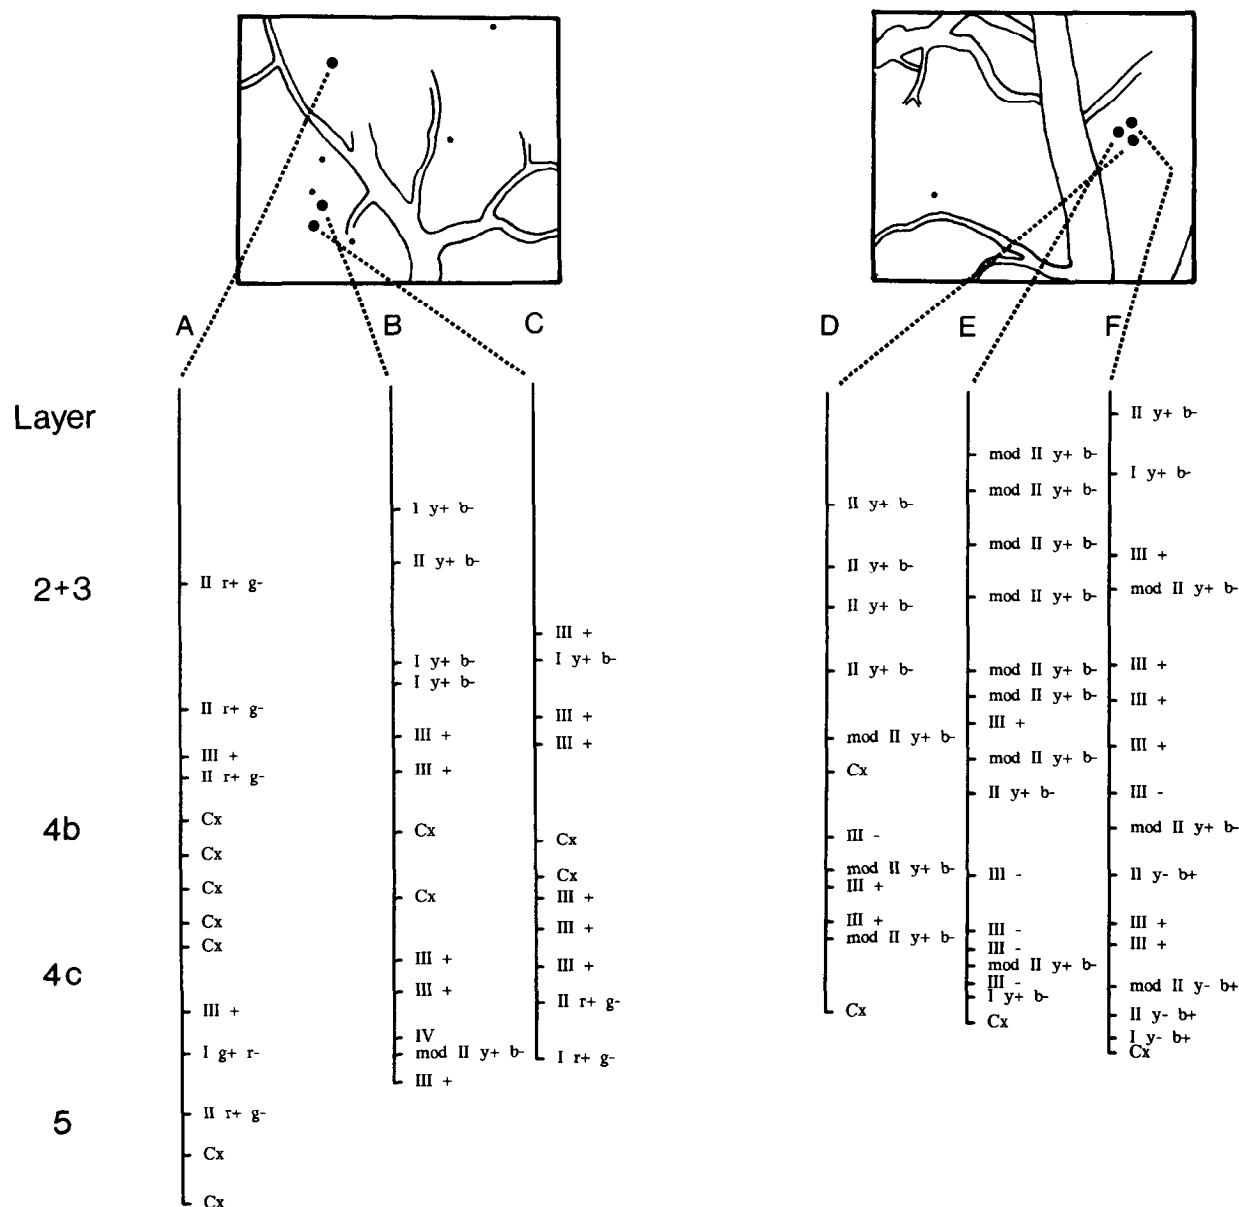 A
B
C
D
E
F
Layer
2+3
4b
4c
5
II r+ g-
II r+ g-
III +
II r+ g-
Cx
Cx
Cx
Cx
Cx
III +
I g+ r-
II r+ g-
Cx
Cx
I y+ b-
II y+ b-
I y+ b-
I y+ b-
III +
III +
Cx
Cx
III +
III +
IV
mod II y+ b-
III +
III +
I y+ b-
III +
III +
Cx
Cx
III +
III +
III +
II r+ g-
I r+ g-
II y+ b-
II y+ b-
II y+ b-
II y+ b-
mod II y+ b-
Cx
III -
mod II y+ b-
III +
III +
mod II y+ b-
Cx
mod II y+ b-
mod II y+ b-
mod II y+ b-
mod II y+ b-
mod II y+ b-
mod II y+ b-
III +
mod II y+ b-
II y+ b-
III -
III -
III -
mod II y+ b-
III -
I y+ b-
Cx
II y+ b-
I y+ b-
III +
mod II y+ b-
III +
III +
III +
III -
mod II y+ b-
II y- b+
III +
III +
mod II y- b+
II y- b+
I y- b+
Cx